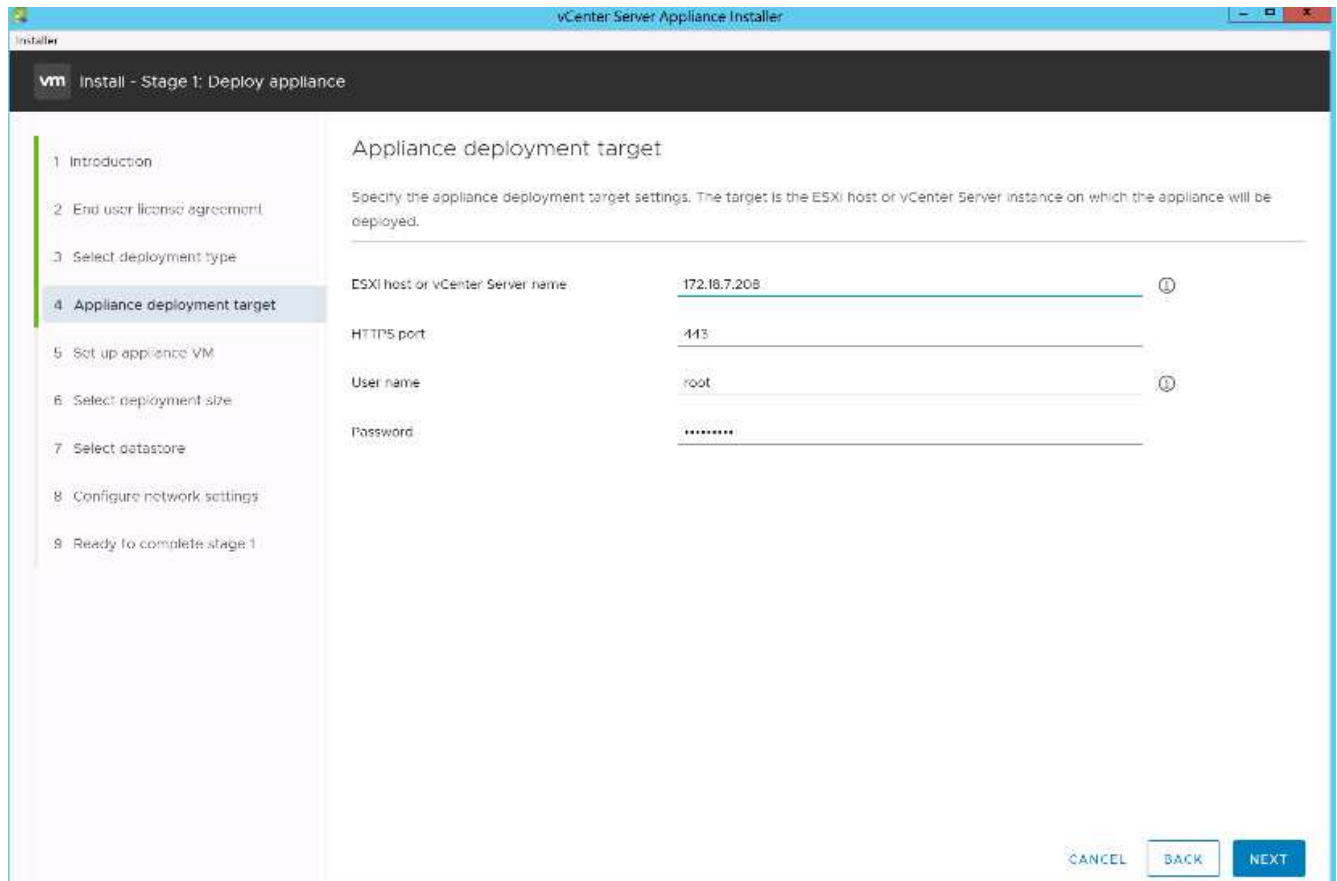 vCenter Server Appliance Installer
Installer
vm Install - Stage 1: Deploy appliance
1 Introduction
2 End user license agreement
3 Select deployment type
4 Appliance deployment target
5 Set up appliance VM
6 Select deployment size
7 Select datastore
8 Configure network settings
9 Ready to complete stage 1
Appliance deployment target
Specify the appliance deployment target settings. The target is the ESXi host or vCenter Server instance on which the appliance will be
deployed.
ESXi host or vCenter Server name 172.18.7.208
HTTPS port 443
User name root
Password •••••••••
CANCEL BACK NEXT